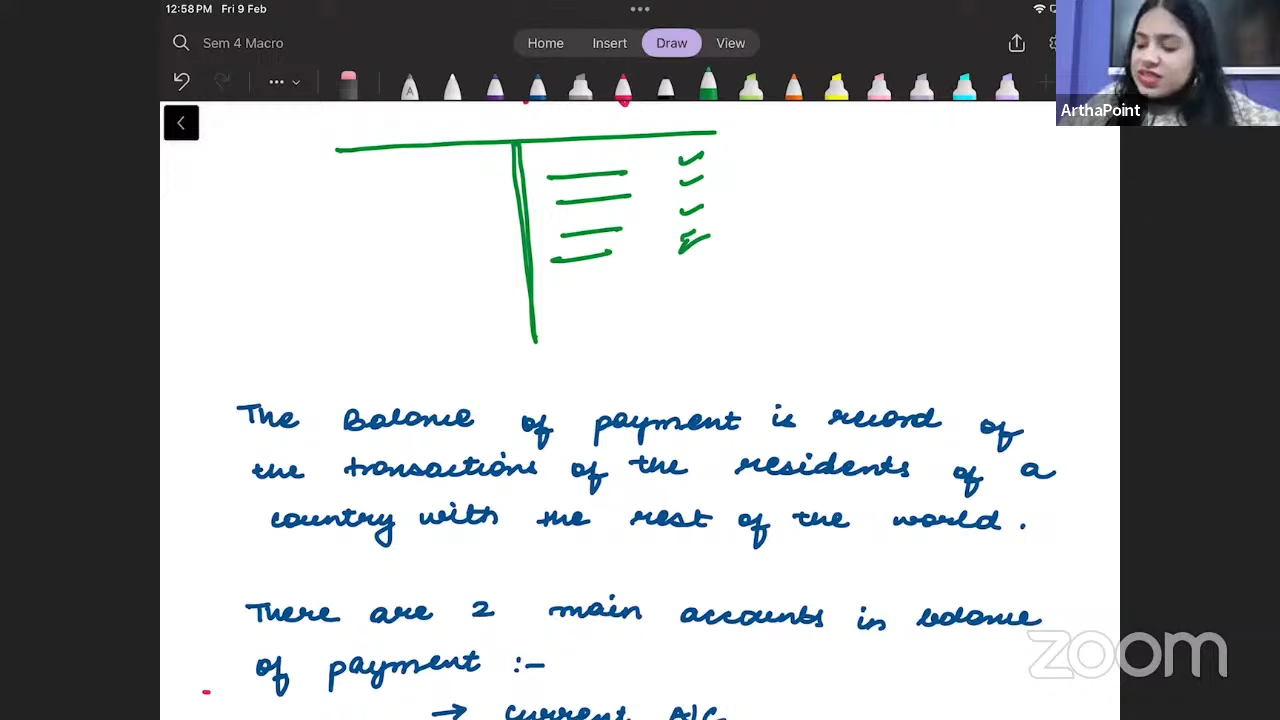 12:58 PM Fri 9 Feb
Sem 4 Macro
Home Insert Draw View
A
ArthaPoint
The Balance of payment is record of
the transactions of the residents of a
country with the rest of the world.
There are 2 main accounts in balance
of payment :-
→ current A/C
zoom